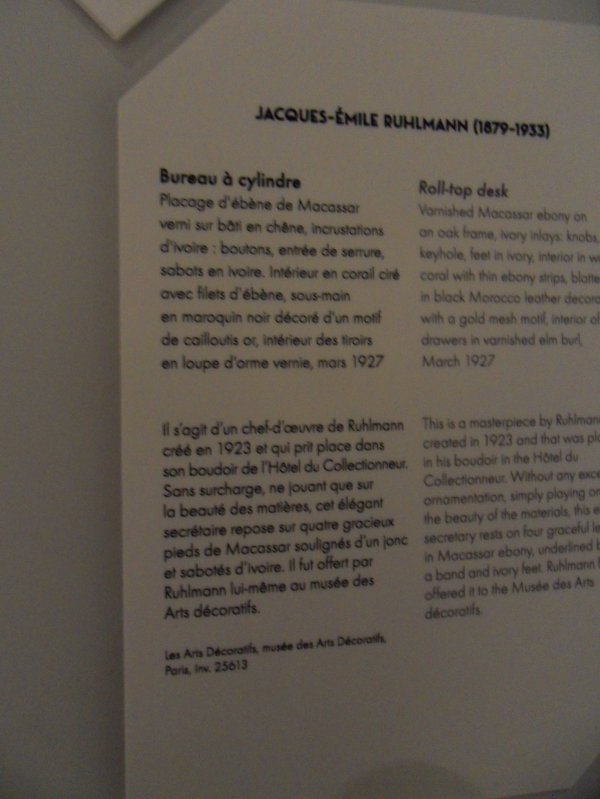 JACQUES-ÉMILE RUHLMANN (1879-1933)
Bureau à cylindre
Placage d'ébène de Macassar
verni sur bâti en chêne, incrustations
d'ivoire : boutons, entrée de serrure,
sabots en ivoire. Intérieur en corail ciré
avec filets d'ébène, sous-main
en maroquin noir décoré d'un motif
de cailloutis or, intérieur des tiroirs
en loupe d'orme vernie, mars 1927
Il s'agit d'un chef-d'œuvre de Ruhlmann
créé en 1923 et qui prit place dans
son boudoir de l'Hôtel du Collectionneur.
Sans surcharge, ne jouant que sur
la beauté des matières, cet élégant
secrétaire repose sur quatre gracieux
pieds de Macassar soulignés d'un jonc
et sabotés d'ivoire. Il fut offert par
Ruhlmann lui-même au musée des
Arts décoratifs.
Les Arts Décoratifs, musée des Arts Décoratifs,
Paris, Inv. 25613
Roll-top desk
Varnished Macassar ebony on
an oak frame, ivory inlays: knobs,
keyhole, feet in ivory, interior in
coral with thin ebony strips,
in black Morocco leather
with a gold mesh motif, interior of
drawers in varnished elm burl,
March 1927
This is a masterpiece by Ruhlmann
created in 1923 and that was
in his boudoir in the Hôtel du
Collectionneur. Without any
ornamentation, simply playing on
the beauty of the materials, this
secretary rests on four graceful
in Macassar ebony, underlined
a band and ivory feet. Ruhlmann
offered it to the Musée des Arts
décoratifs.